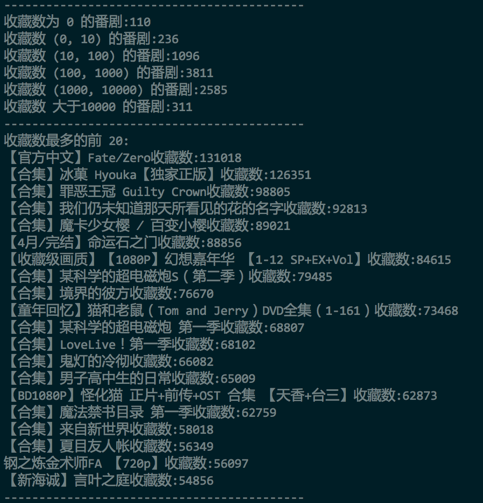 -------------------------------------------
收藏数为 0 的番剧:110
收藏数 (0, 10) 的番剧:236
收藏数 (10, 100) 的番剧:1096
收藏数 (100, 1000) 的番剧:3811
收藏数 (1000, 10000) 的番剧:2585
收藏数 大于10000 的番剧:311
-------------------------------------------
收藏数最多的前 20:
【官方中文】Fate/Zero收藏数:131018
【合集】冰菓 Hyouka【独家正版】收藏数:126351
【合集】罪恶王冠 Guilty Crown收藏数:98805
【合集】我们仍未知道那天所看见的花的名字收藏数:92813
【合集】魔卡少女樱 / 百变小樱收藏数:89021
【4月/完结】命运石之门收藏数:88856
【收藏级画质】【1080P】幻想嘉年华 【1-12 SP+EX+Vol】收藏数:84615
【合集】某科学的超电磁炮S（第二季）收藏数:79485
【合集】境界的彼方收藏数:76670
【童年回忆】猫和老鼠（Tom and Jerry）DVD全集（1-161）收藏数:73468
【合集】某科学的超电磁炮 第一季收藏数:68807
【合集】LoveLive！第一季收藏数:68102
【合集】鬼灯的冷彻收藏数:66082
【合集】男子高中生的日常收藏数:65009
【BD1080P】怪化猫 正片+前传+OST 合集 【天香+台三】收藏数:62873
【合集】魔法禁书目录 第一季收藏数:62759
【合集】来自新世界收藏数:58018
【合集】夏目友人帐收藏数:56349
钢之炼金术师FA 【720p】收藏数:56097
【新海诚】言叶之庭收藏数:54856
-------------------------------------------